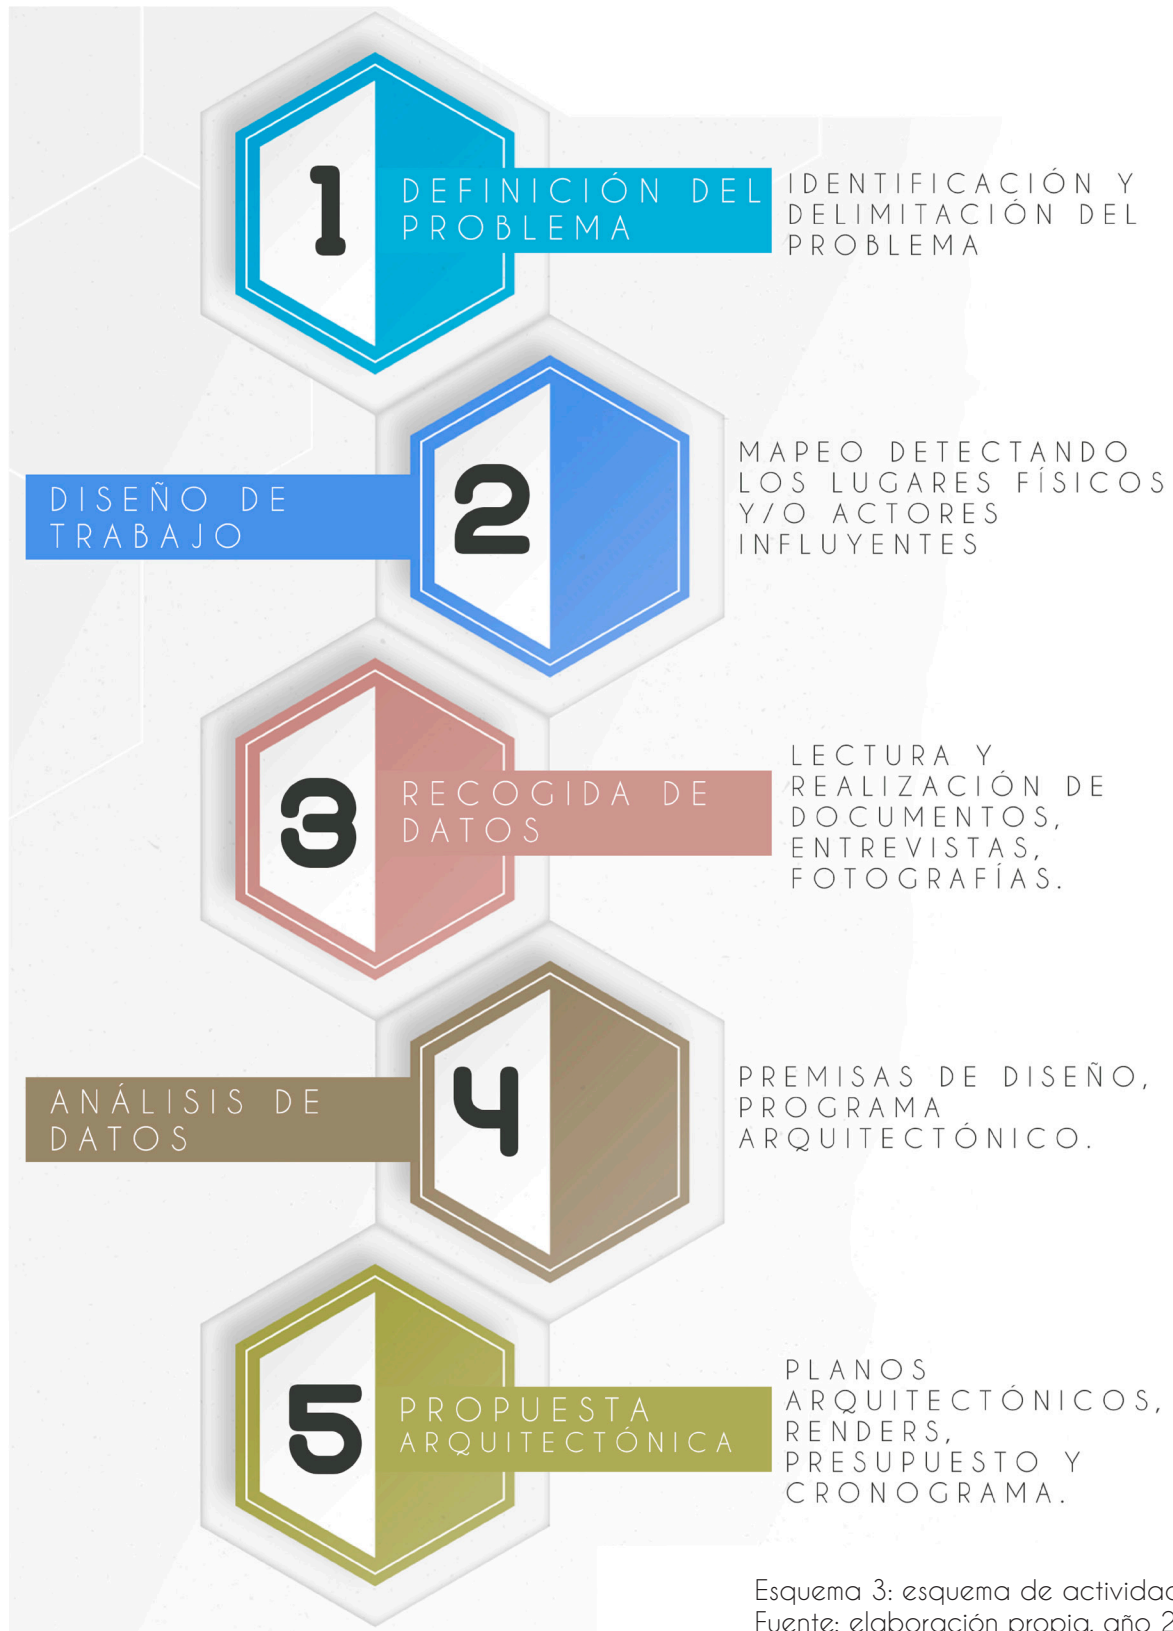 1
DEFINICIÓN DEL
PROBLEMA
IDENTIFICACIÓN Y
DELIMITACIÓN DEL
PROBLEMA
2
DISEÑO DE
TRABAJO
MAPEO DETECTANDO
LOS LUGARES FÍSICOS
Y/O ACTORES
INFLUYENTES
3
RECOGIDA DE
DATOS
LECTURA Y
REALIZACIÓN DE
DOCUMENTOS,
ENTREVISTAS,
FOTOGRAFÍAS.
4
ANÁLISIS DE
DATOS
PREMISAS DE DISEÑO,
PROGRAMA
ARQUITECTÓNICO.
5
PROPUESTA
ARQUITECTÓNICA
PLANOS
ARQUITECTÓNICOS,
RENDERS,
PRESUPUESTO Y
CRONOGRAMA.
Esquema 3: esquema de
Fuente: elaboración propia, año